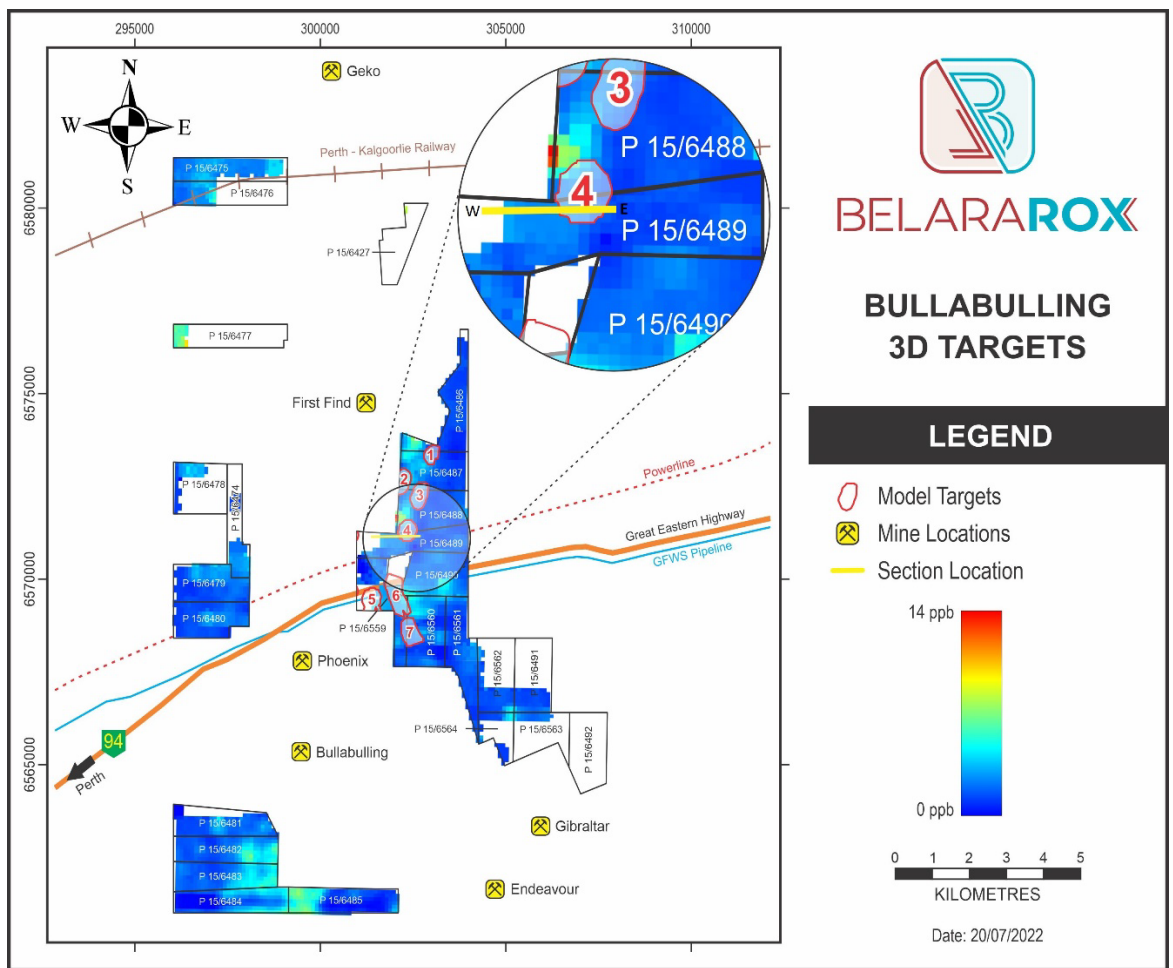 295000
300000
305000
310000
6580000
6575000
6570000
6565000
N
W
E
S
Geko
Perth - Kalgoorlie Railway
P 15/6475
P 15/6476
P 15/6427
P 15/6477
First Find
P 15/6486
1
P 15/6487
2
3
P 15/6488
4
P 15/6489
P 15/6490
5
6
7
P 15/6559
P 15/6560
P 15/6561
P 15/6478
P 15/6474
P 15/6479
P 15/6480
Powerline
Great Eastern Highway
GFWS Pipeline
Phoenix
Bullabulling
94
Perth
P 15/6562
P 15/6491
P 15/6564
P 15/6563
P 15/6492
P 15/6481
P 15/6482
P 15/6483
P 15/6484
P 15/6485
Gibraltar
Endeavour
3
P 15/6488
4
W
E
P 15/6489
P 15/6490
BELARAROX
BULLABULLING
3D TARGETS
LEGEND
Model Targets
Mine Locations
Section Location
14 ppb
0 ppb
0 1 2 3 4 5
KILOMETRES
Date: 20/07/2022